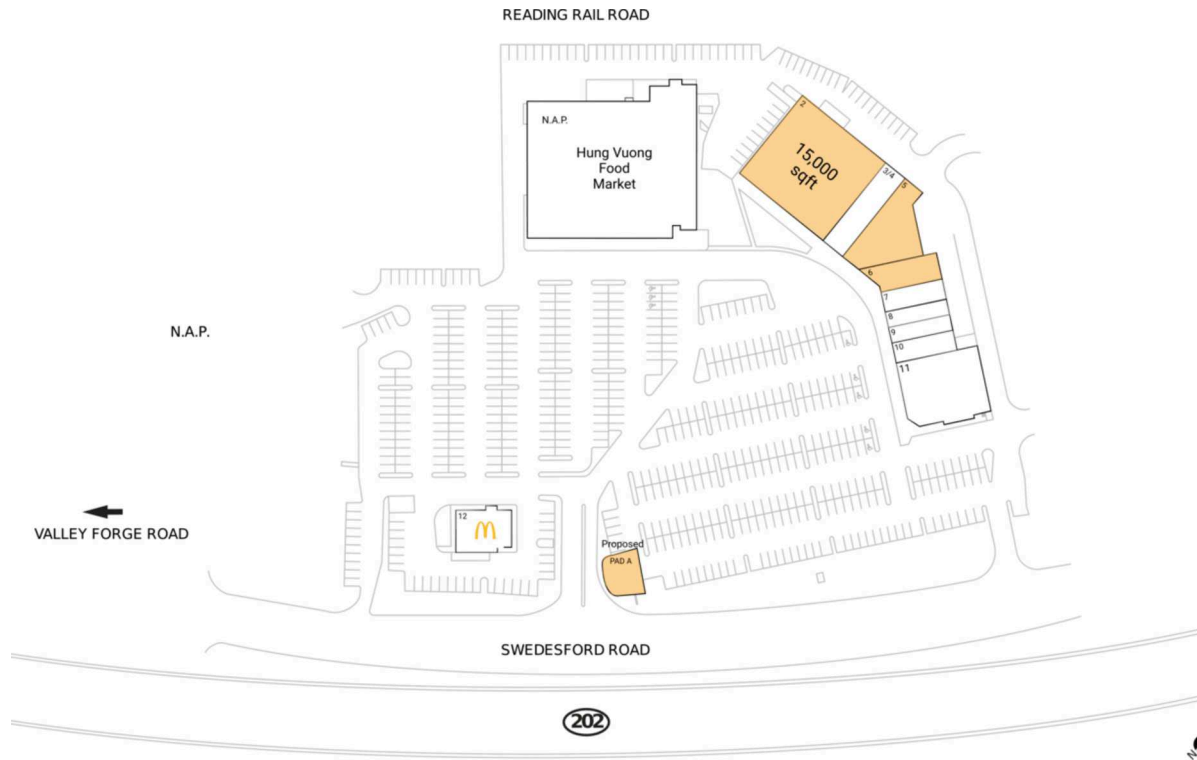 READING RAIL ROAD
N.A.P.
Hung Vuong
Food
Market
2
15,000
sqft
3/4
5
6
7
8
9
10
11
N.A.P.
VALLEY FORGE ROAD
12
Proposed
PAD A
SWEDESFORD ROAD
202
N